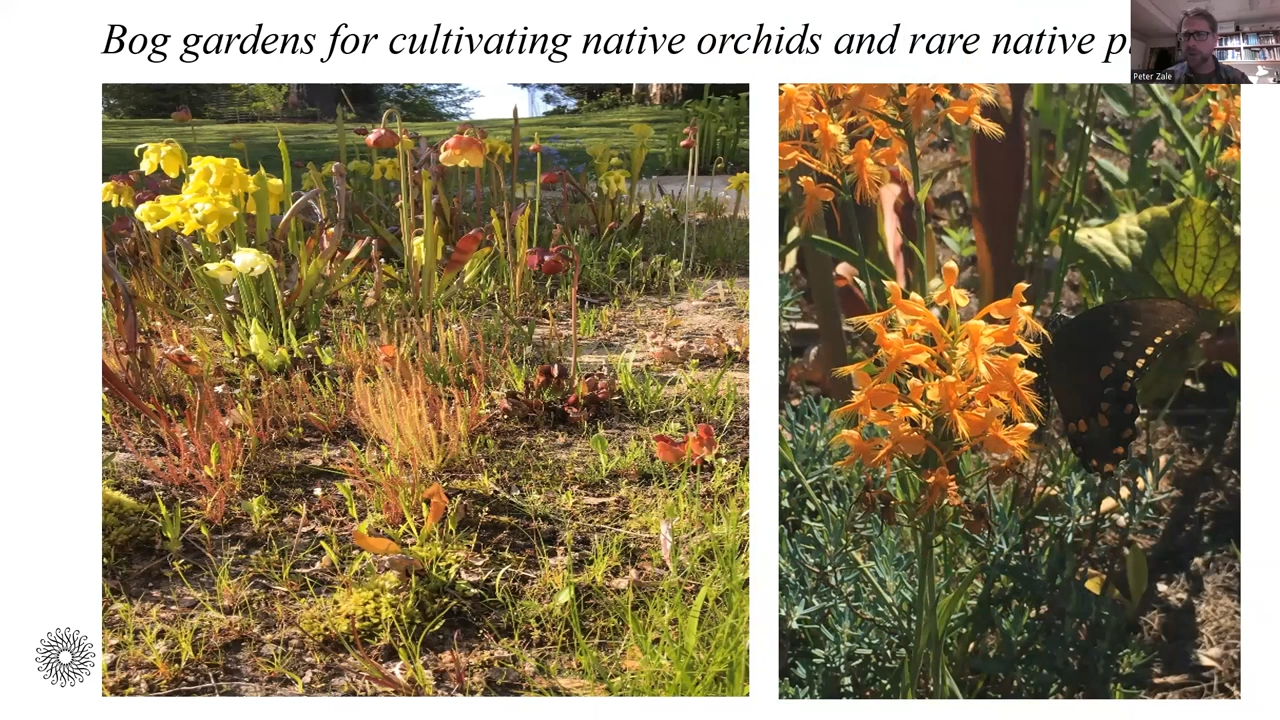 Bog gardens for cultivating native orchids and rare native
Peter Zale